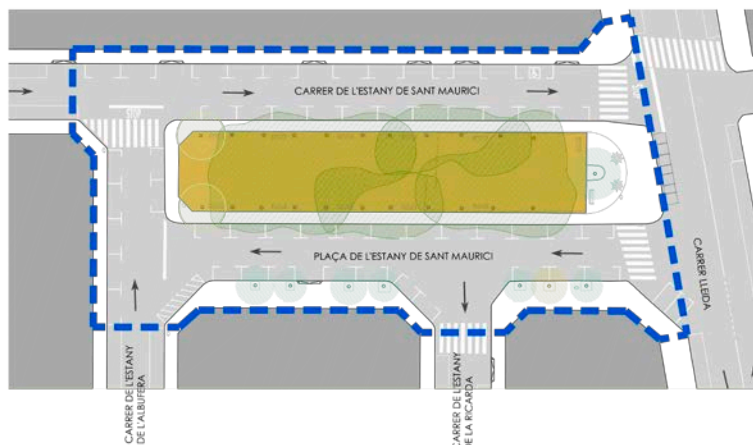 CARRER DE L'ESTANY DE SANT MAURICI
STOP
PLAÇA DE L'ESTANY DE SANT MAURICI
CARRER LLEIDA
CARRER DE L'ESTANY
DE L'ALBUFERA
CARRER DE L'ESTANY
DE LA RICARDA